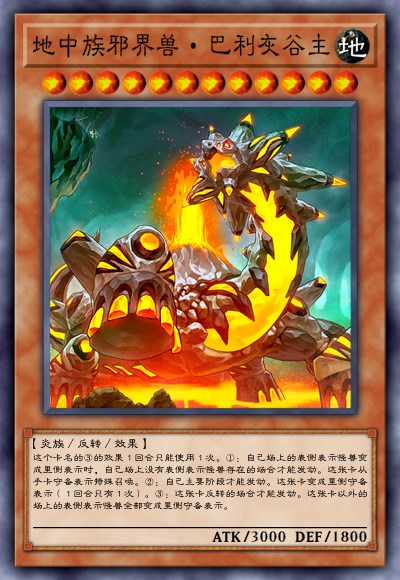 地中族邪界兽·巴利灰谷主
地
【炎族/反转/效果】
这个卡名的③的效果1回合只能使用1次。①：自己场上的表侧表示怪兽变
成里侧表示时，自己场上没有表侧表示怪兽存在的场合才能发动。这张卡从
手卡守备表示特殊召唤。②：自己主要阶段才能发动。这张卡变成里侧守备
表示（1回合只有1次）。③：这张卡反转的场合才能发动。这张卡以外的
场上的表侧表示怪兽全部变成里侧守备表示。
ATK/3000 DEF/1800